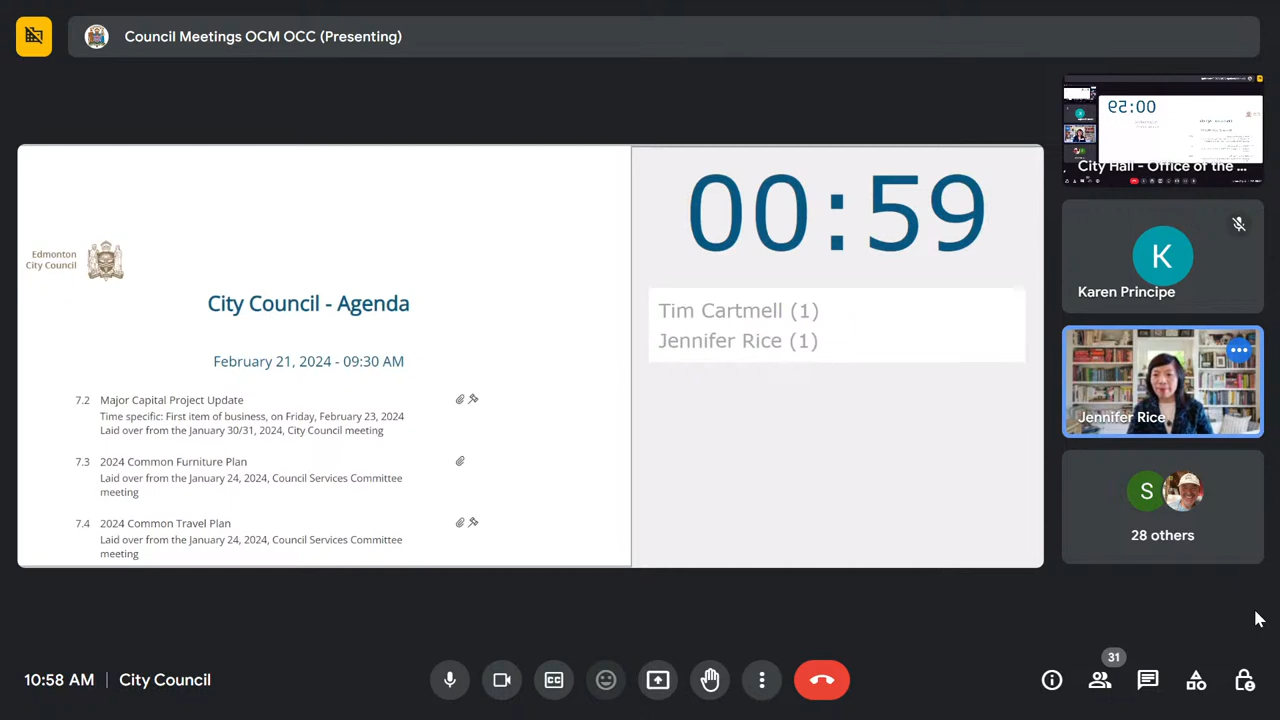 Council Meetings OCM OCC (Presenting)
Edmonton
City Council
City Council - Agenda
February 21, 2024 - 09:30 AM
7.2 Major Capital Project Update
Time specific: First item of business, on Friday, February 23, 2024
Laid over from the January 30/31, 2024, City Council meeting
7.3 2024 Common Furniture Plan
Laid over from the January 24, 2024, Council Services Committee
meeting
7.4 2024 Common Travel Plan
Laid over from the January 24, 2024, Council Services Committee
meeting
00:59
Tim Cartmell (1)
Jennifer Rice (1)
00:59
City Hall - Office of the ...
K
Karen Principe
Jennifer Rice
S
28 others
10:58 AM City Council
CC
31